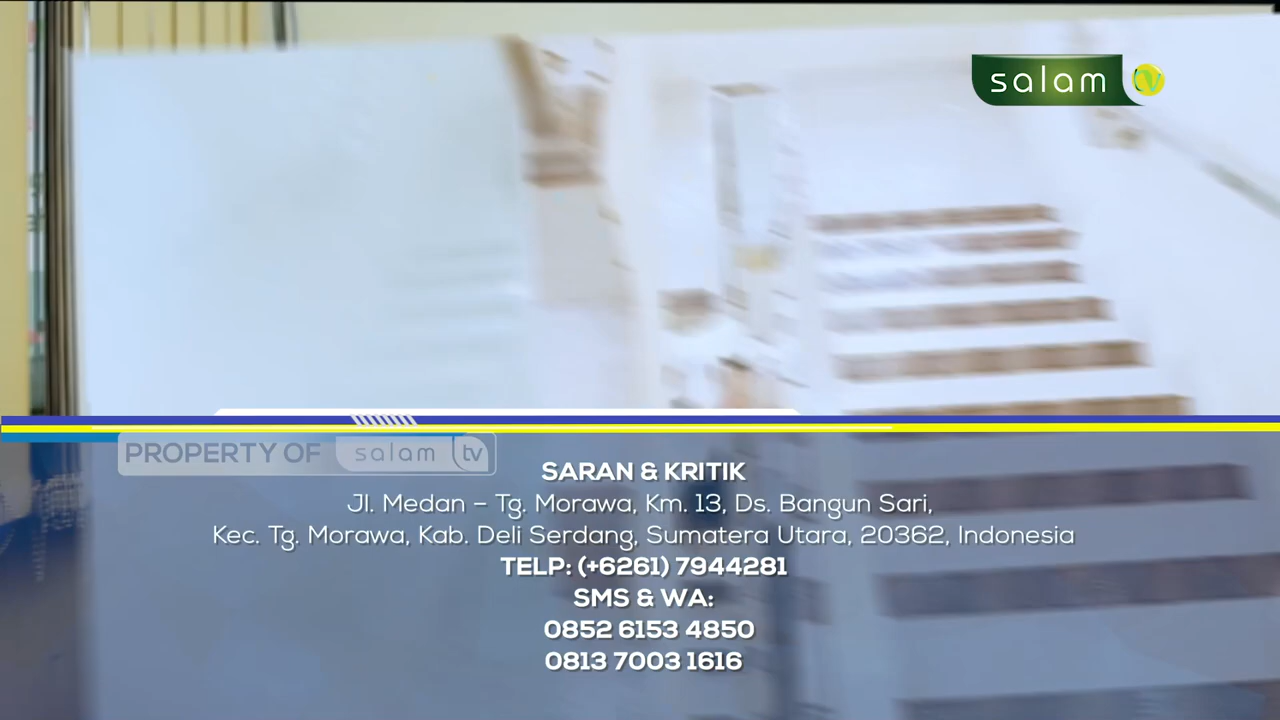 salam tv
PROPERTY OF salam tv
SARAN & KRITIK
Jl. Medan – Tg. Morawa, Km. 13, Ds. Bangun Sari,
Kec. Tg. Morawa, Kab. Deli Serdang, Sumatera Utara, 20362, Indonesia
TELP: (+6261) 7944281
SMS & WA:
0852 6153 4850
0813 7003 1616